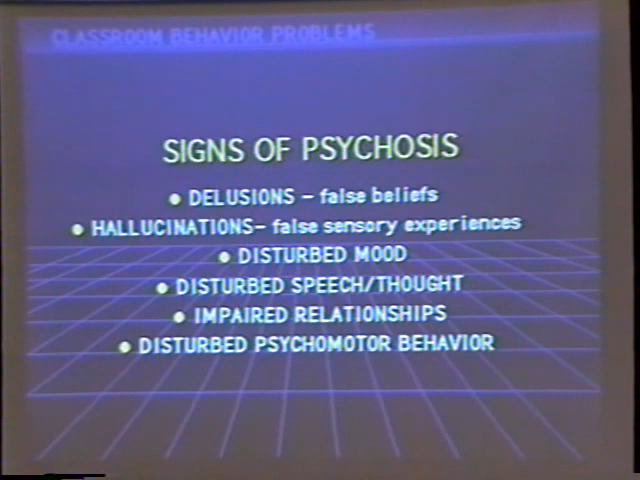 CLASSROOM BEHAVIOR PROBLEMS
SIGNS OF PSYCHOSIS
• DELUSIONS – false beliefs
• HALLUCINATIONS– false sensory experiences
• DISTURBED MOOD
• DISTURBED SPEECH/THOUGHT
• IMPAIRED RELATIONSHIPS
• DISTURBED PSYCHOMOTOR BEHAVIOR